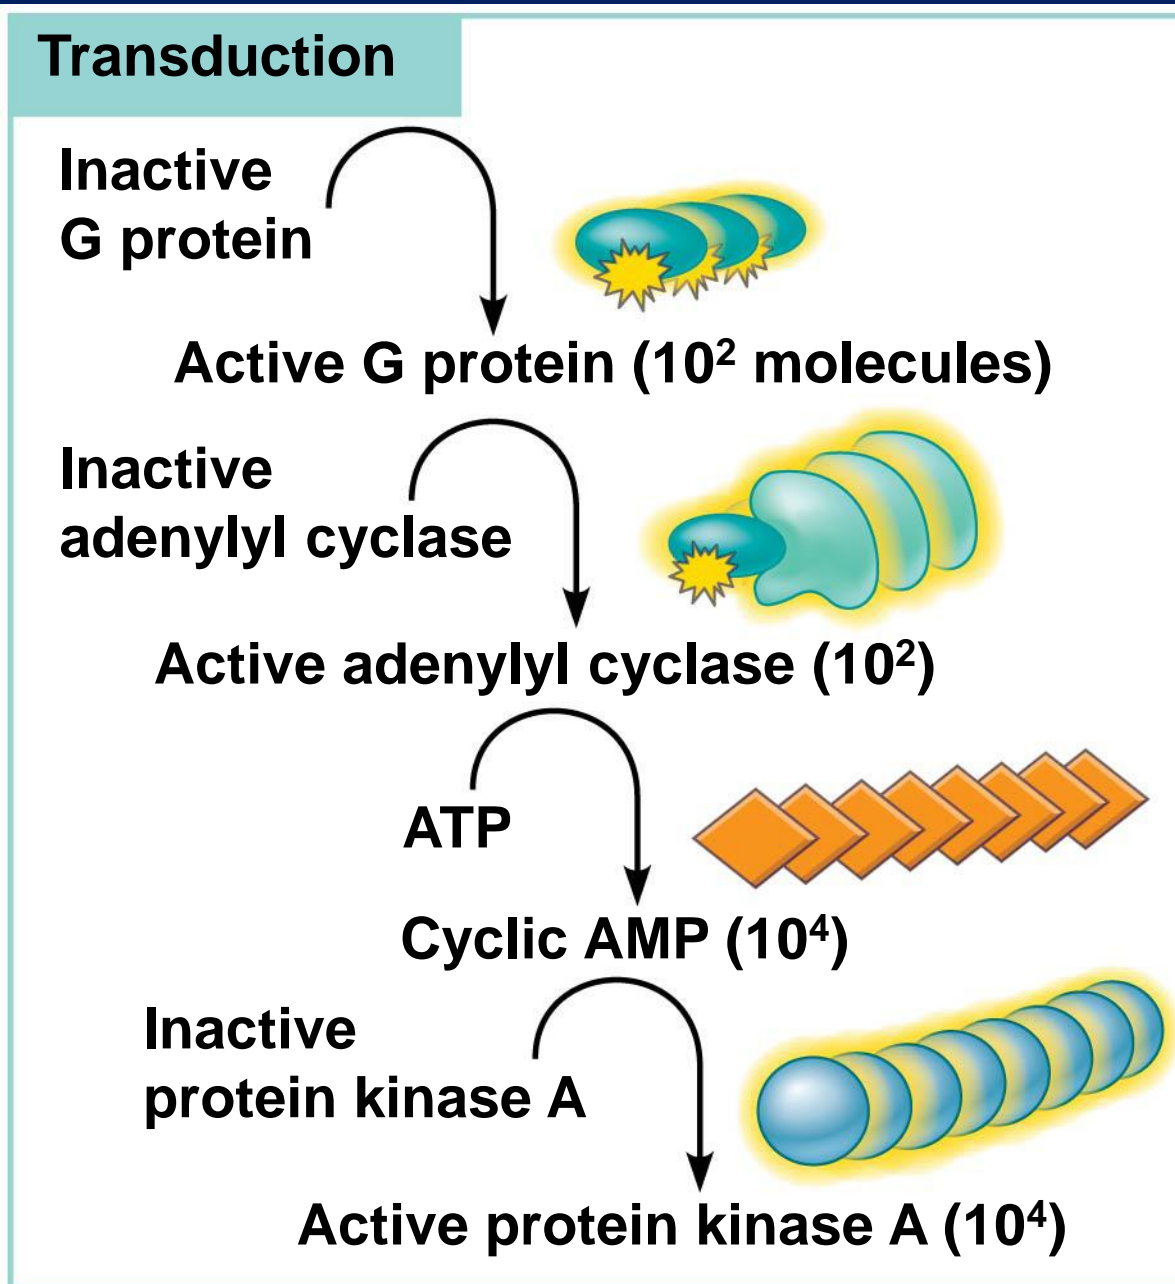 Transduction
Inactive
G protein
Active G protein (10² molecules)
Inactive
adenylyl cyclase
Active adenylyl cyclase (10²)
ATP
Cyclic AMP (10⁴)
Inactive
protein kinase A
Active protein kinase A (10⁴)